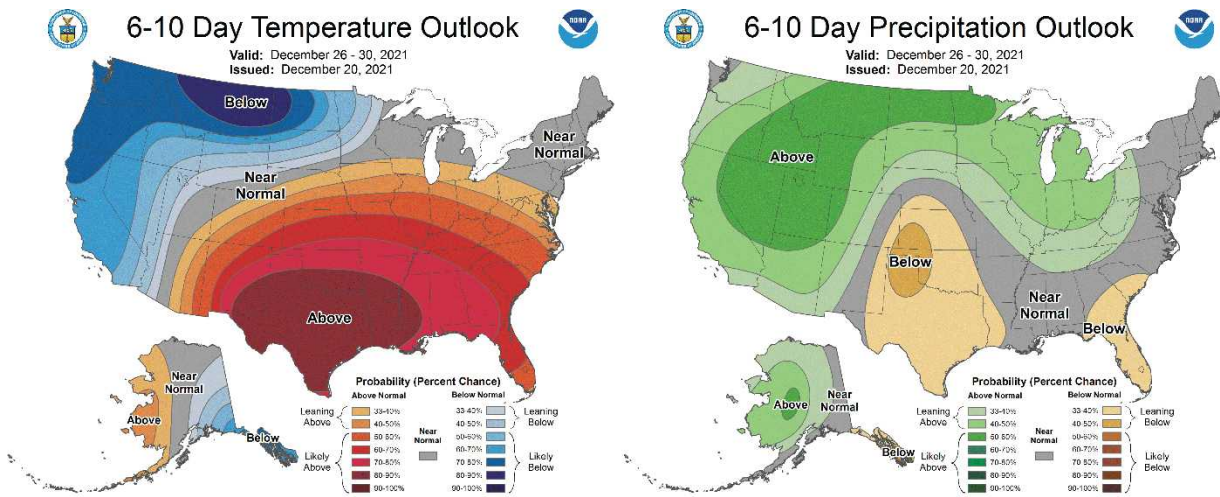 6-10 Day Temperature Outlook
Valid: December 26 - 30, 2021
Issued: December 20, 2021
NOAA
Below
Near
Normal
Near
Normal
Above
Near
Normal
Above
Below
Probability (Percent Chance)
Above Normal
Below Normal
Leaning
Above
33-40%
40-50%
Near
Normal
33-40%
40-50%
Leaning
Below
Likely
Above
50-60%
60-70%
70-80%
80-90%
90-100%
50-60%
60-70%
70-80%
80-90%
90-100%
Likely
Below
6-10 Day Precipitation Outlook
Valid: December 26 - 30, 2021
Issued: December 20, 2021
NOAA
Above
Below
Near
Normal
Below
Above
Near
Normal
Below
Probability (Percent Chance)
Above Normal
Below Normal
Leaning
Above
33-40%
40-50%
Near
Normal
33-40%
40-50%
Leaning
Below
Likely
Above
50-60%
60-70%
70-80%
80-90%
90-100%
50-60%
60-70%
70-80%
80-90%
90-100%
Likely
Below